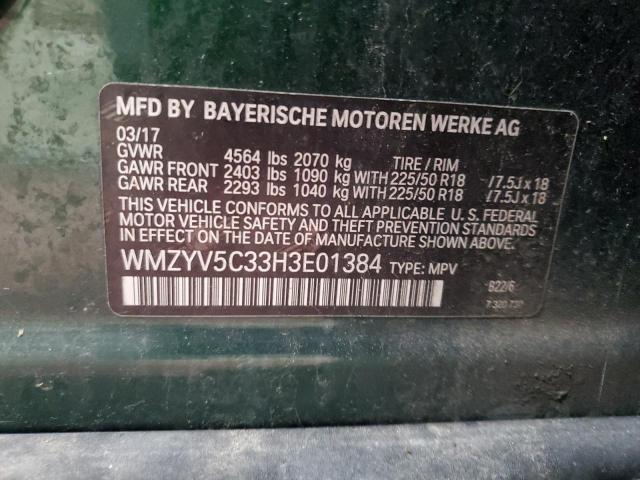 MFD BY BAYERISCHE MOTOREN WERKE AG
03/17
GVWR 4564 lbs 2070 kg TIRE / RIM
GAWR FRONT 2403 lbs 1090 kg WITH 225/50 R18 /7.5J x 18
GAWR REAR 2293 lbs 1040 kg WITH 225/50 R18 /7.5J x 18
THIS VEHICLE CONFORMS TO ALL APPLICABLE U.S. FEDERAL
MOTOR VEHICLE SAFETY AND THEFT PREVENTION STANDARDS
IN EFFECT ON THE DATE OF MANUFACTURE SHOWN ABOVE.
WMZYV5C33H3E01384 TYPE: MPV
B22/6